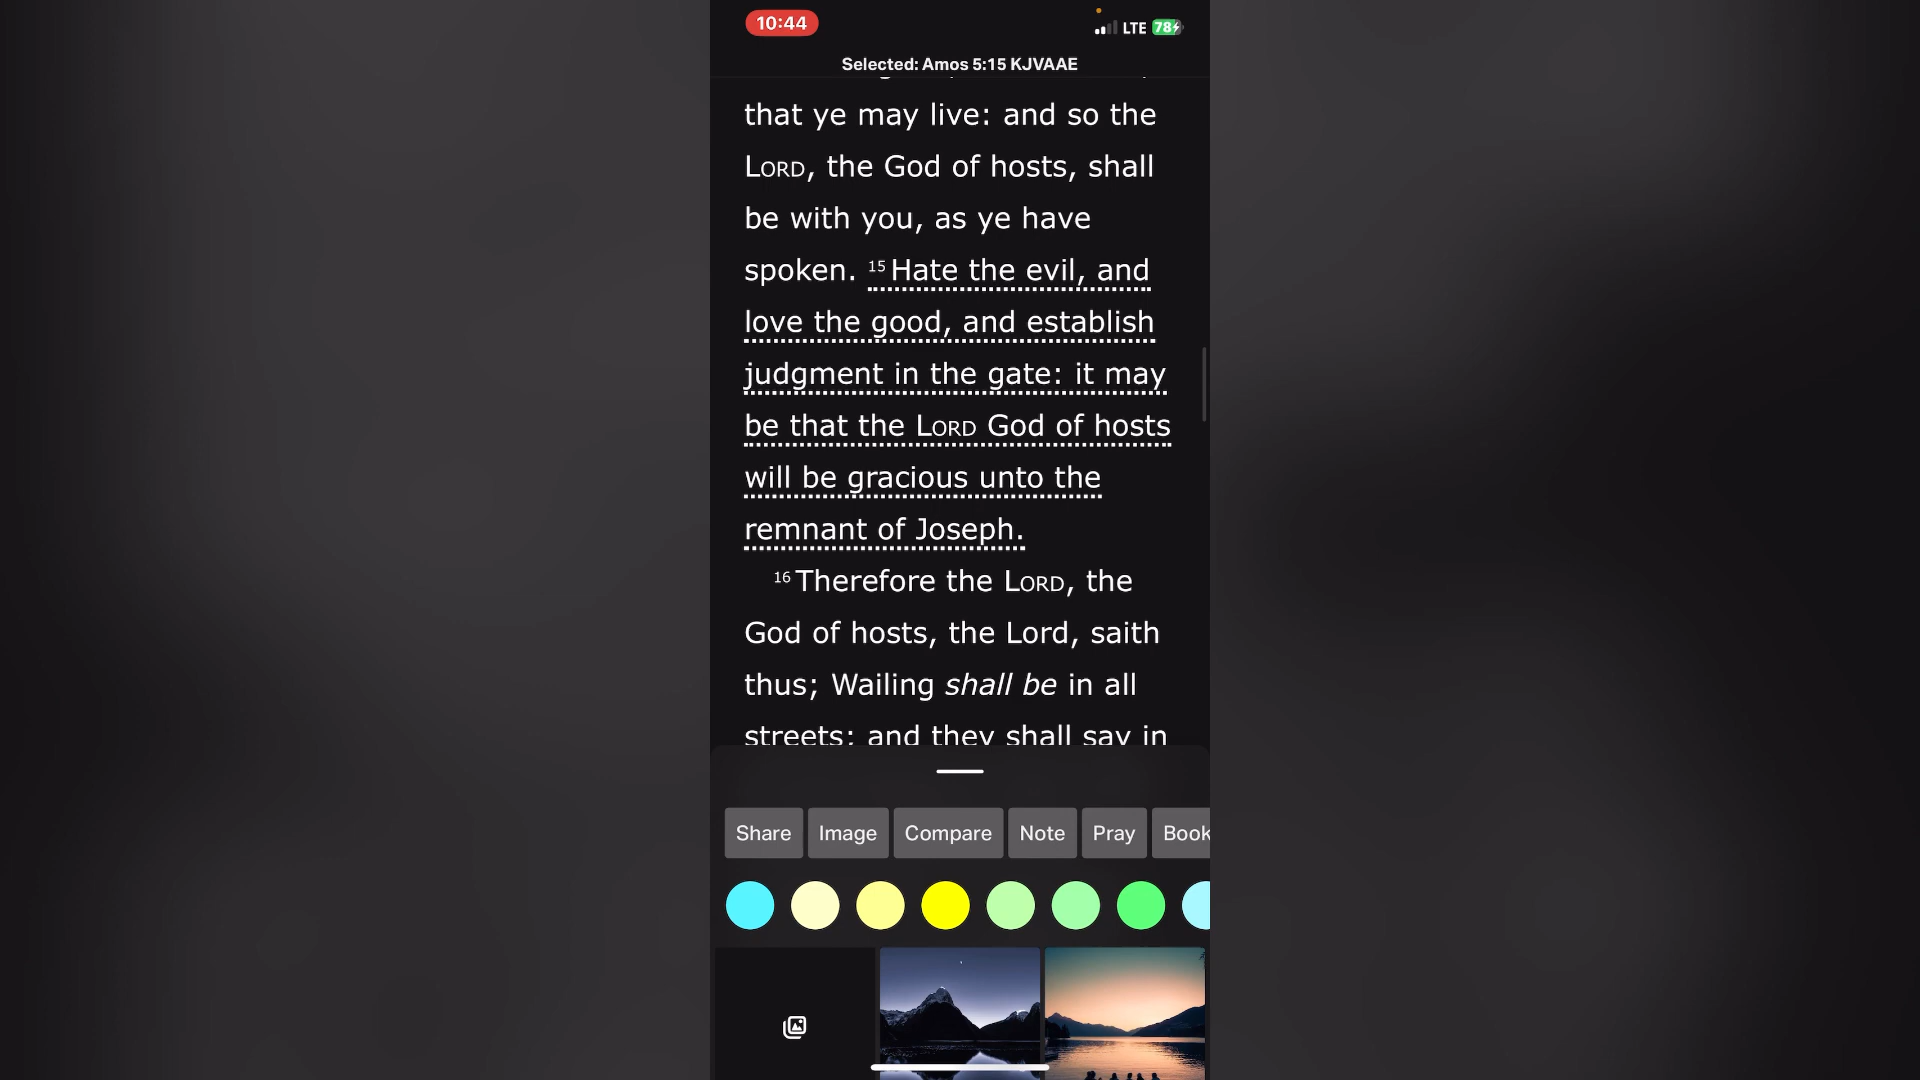 10:44
LTE 78
Selected: Amos 5:15 KJVAAE
that ye may live: and so the
LORD, the God of hosts, shall
be with you, as ye have
spoken. 15 Hate the evil, and
love the good, and establish
judgment in the gate: it may
be that the LORD God of hosts
will be gracious unto the
remnant of Joseph.
16 Therefore the LORD, the
God of hosts, the Lord, saith
thus; Wailing shall be in all
streets; and they shall say in
Share Image Compare Note Pray Book